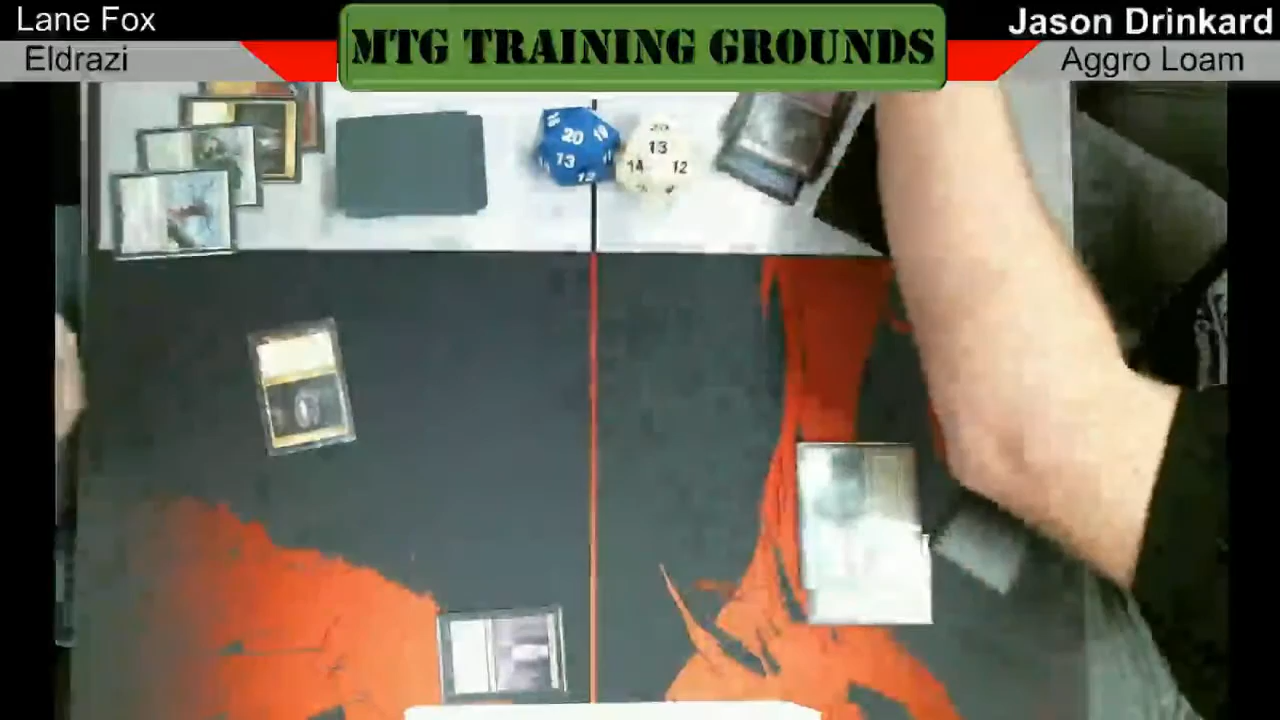 Lane Fox
Eldrazi
MTG TRAINING GROUNDS
Jason Drinkard
Aggro Loam
20
13
13
14
12